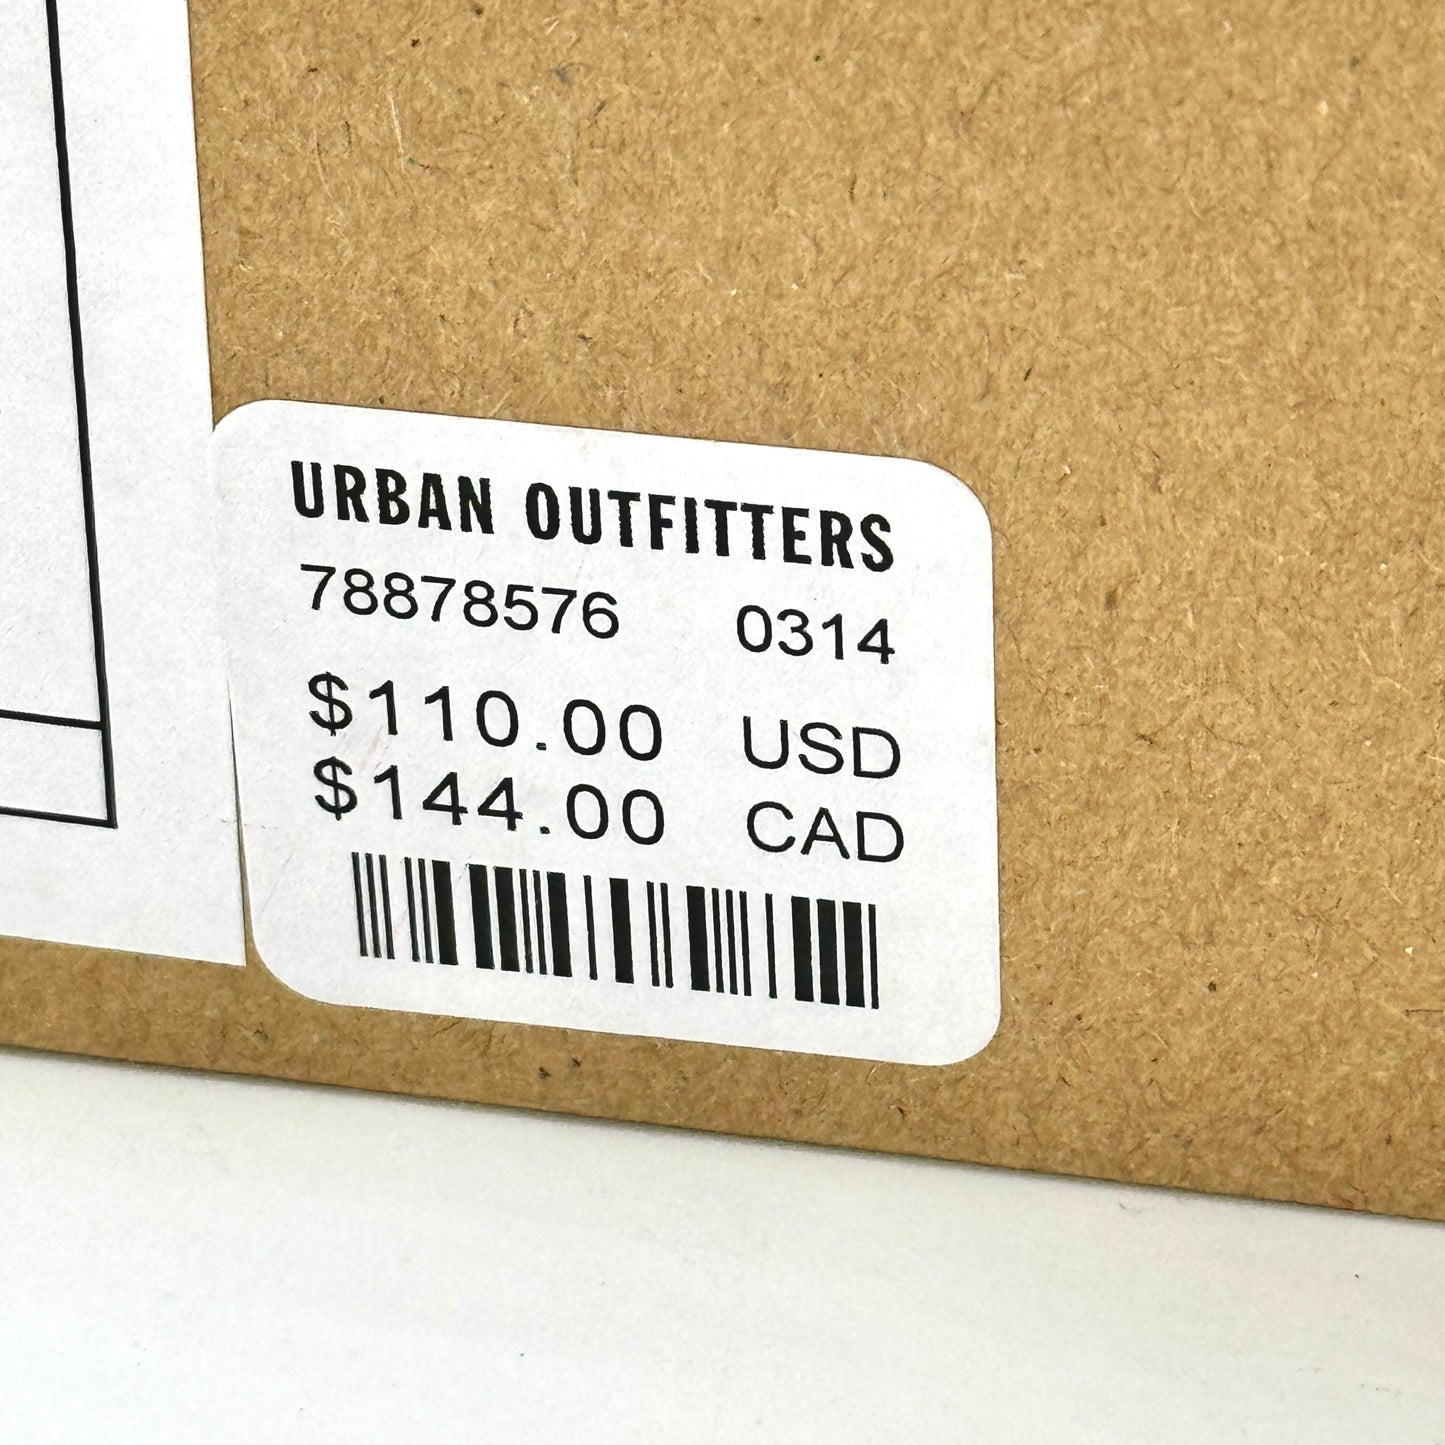 URBAN OUTFITTERS
78878576 0314
$110.00 USD
$144.00 CAD